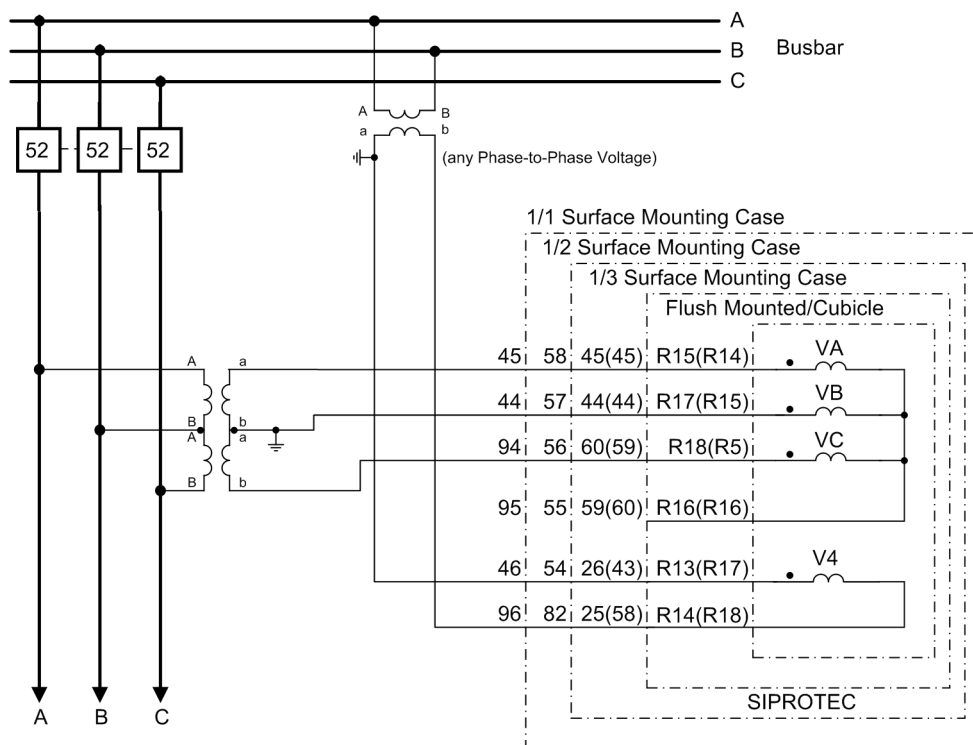 A
B Busbar
C
A B
a b
52 52 52
(any Phase-to-Phase Voltage)
1/1 Surface Mounting Case
1/2 Surface Mounting Case
1/3 Surface Mounting Case
Flush Mounted/Cubicle
A a 45 58 45(45) R15(R14) VA
44 57 44(44) R17(R15) VB
B b
A a 94 56 60(59) R18(R5) VC
B b
95 55 59(60) R16(R16)
46 54 26(43) R13(R17) V4
96 82 25(58) R14(R18)
SIPROTEC
A B C